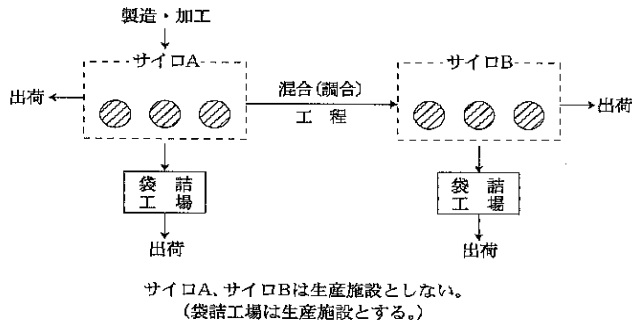 製造・加工
サイロA
サイロB
出荷
混合(調合)
工程
出荷
袋詰
工場
袋詰
工場
出荷
出荷
サイロA、サイロBは生産施設としない。
(袋詰工場は生産施設とする。)